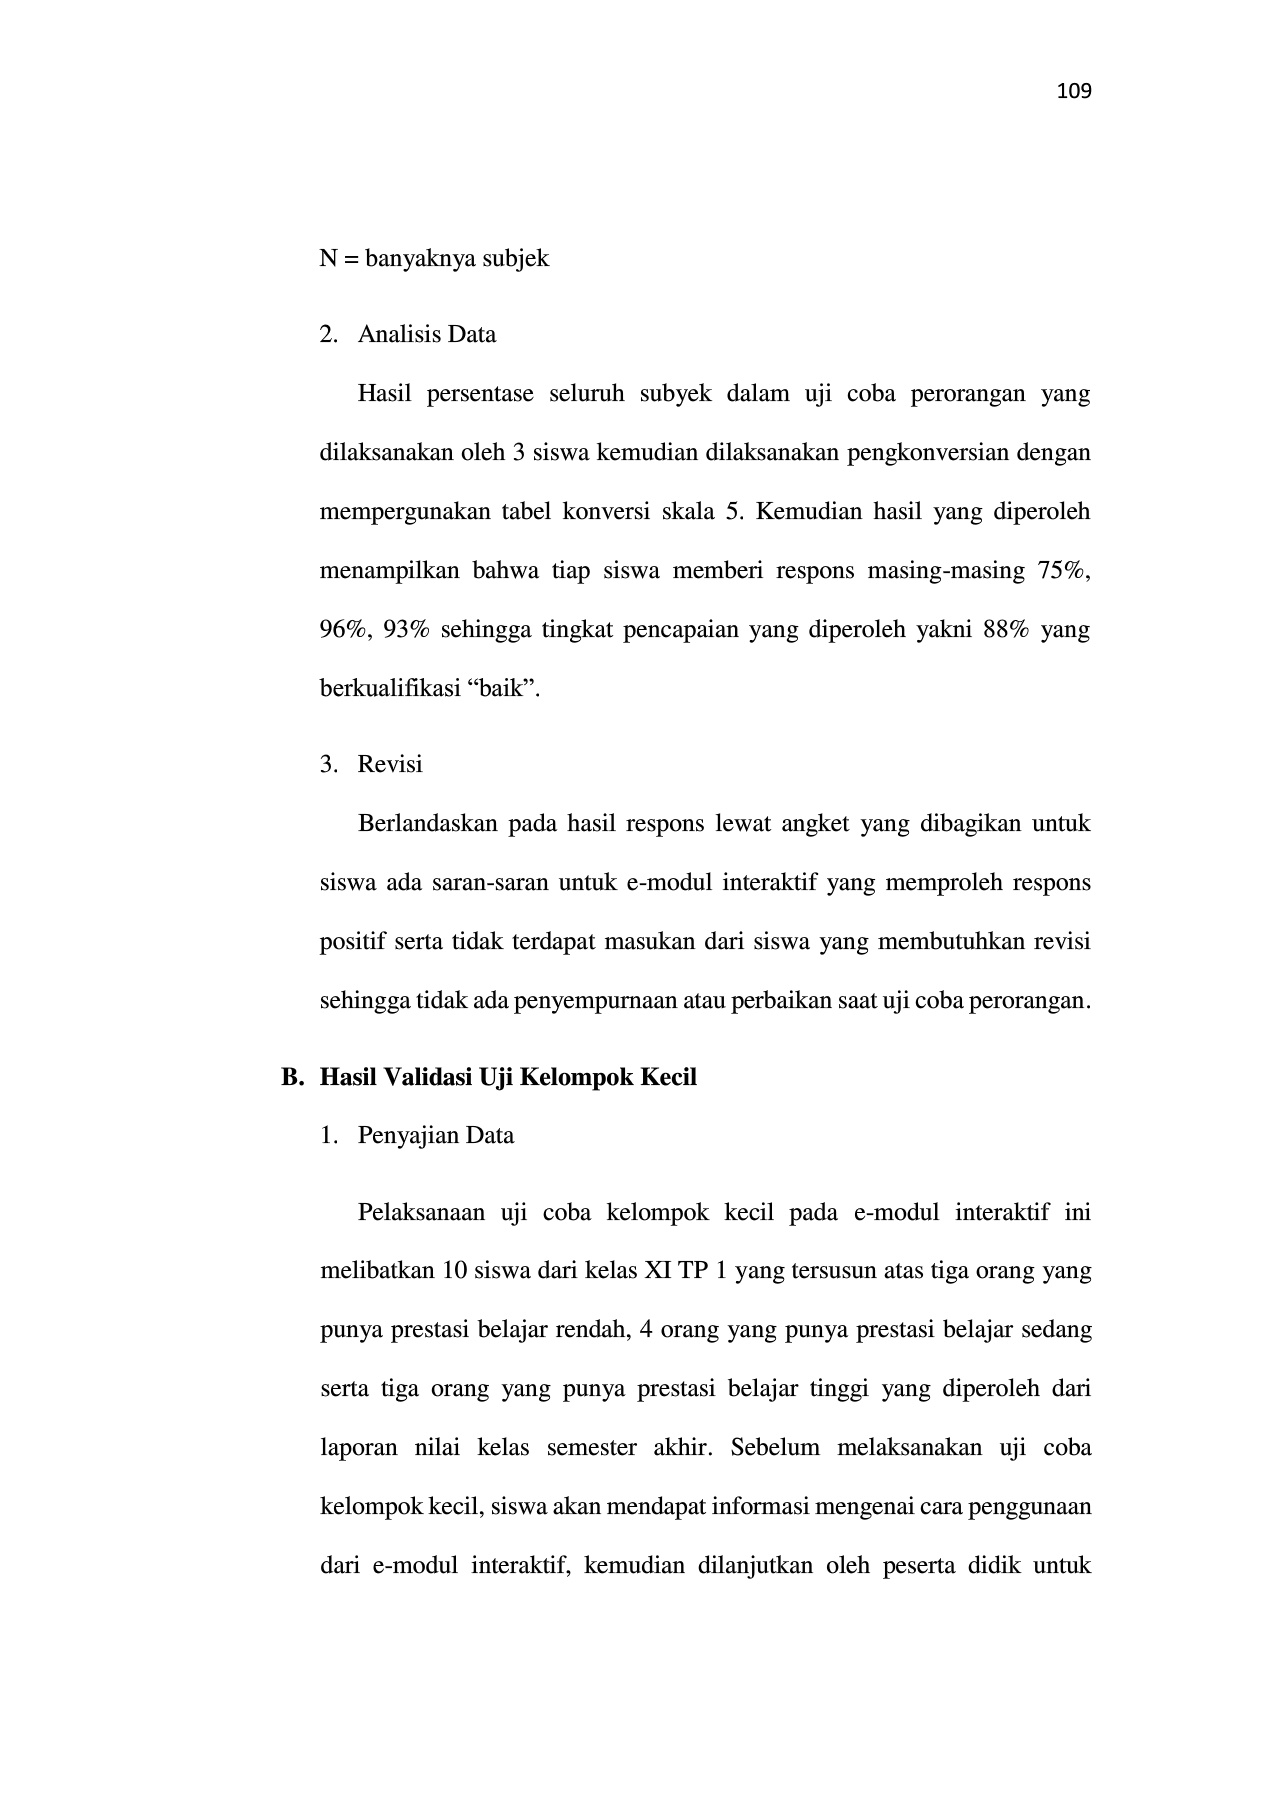 109
N = banyaknya subjek
2. Analisis Data
Hasil persentase seluruh subyek dalam uji coba perorangan yang
dilaksanakan oleh 3 siswa kemudian dilaksanakan pengkonversian dengan
mempergunakan tabel konversi skala 5. Kemudian hasil yang diperoleh
menampilkan bahwa tiap siswa memberi respons masing-masing 75%,
96%, 93% sehingga tingkat pencapaian yang diperoleh yakni 88% yang
berkualifikasi “baik”.
3. Revisi
Berlandaskan pada hasil respons lewat angket yang dibagikan untuk
siswa ada saran-saran untuk e-modul interaktif yang memproleh respons
positif serta tidak terdapat masukan dari siswa yang membutuhkan revisi
sehingga tidak ada penyempurnaan atau perbaikan saat uji coba perorangan.
B. Hasil Validasi Uji Kelompok Kecil
1. Penyajian Data
Pelaksanaan uji coba kelompok kecil pada e-modul interaktif ini
melibatkan 10 siswa dari kelas XI TP 1 yang tersusun atas tiga orang yang
punya prestasi belajar rendah, 4 orang yang punya prestasi belajar sedang
serta tiga orang yang punya prestasi belajar tinggi yang diperoleh dari
laporan nilai kelas semester akhir. Sebelum melaksanakan uji coba
kelompok kecil, siswa akan mendapat informasi mengenai cara penggunaan
dari e-modul interaktif, kemudian dilanjutkan oleh peserta didik untuk